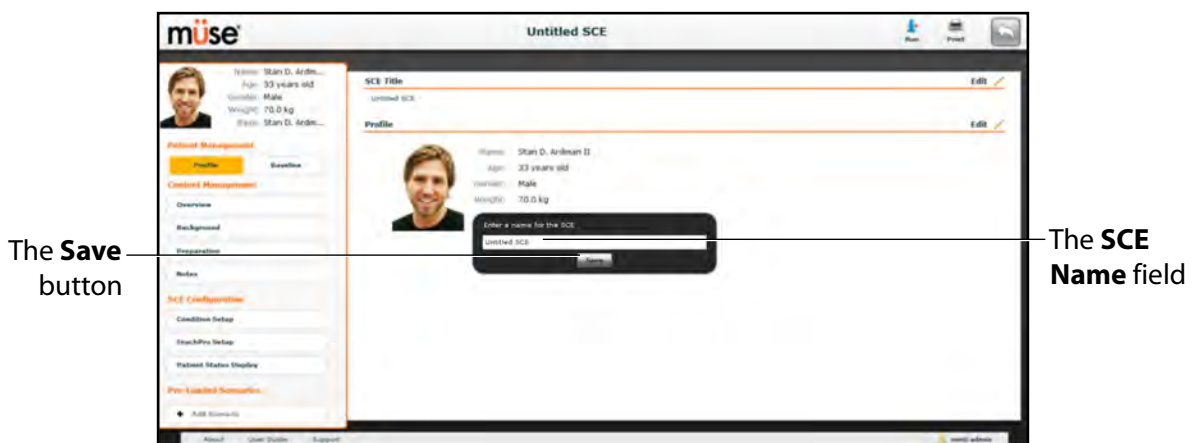 müse
Untitled SCE
Run
Print
Name: Stan D. Ardm...
Age: 33 years old
Gender: Male
Weight: 70.0 kg
Base: Stan D. Ardm...
Patient Management
Profile
Baseline
Content Management
Overview
Background
Preparation
Notes
SCE Configuration
Condition Setup
TouchPro Setup
Patient Status Display
Pre-Loaded Scenarios
Add Scenario
SCE Title
Edit
Untitled SCE
Profile
Edit
Name: Stan D. Ardman II
Age: 33 years old
Gender: Male
Weight: 70.0 kg
Enter a name for the SCE
Untitled SCE
Save
The Save
button
The SCE
Name field
About
User Guide
Support